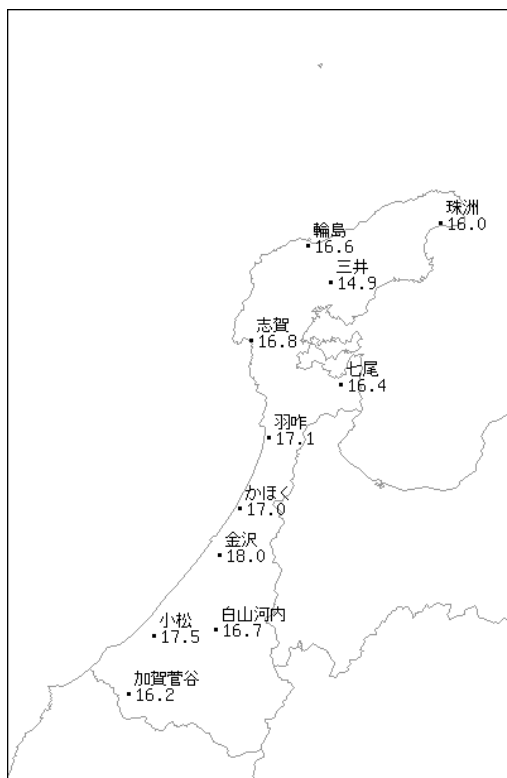 珠洲
16.0
輪島
16.6
三井
14.9
志賀
16.8
七尾
16.4
羽咋
17.1
かほく
17.0
金沢
18.0
白山河内
16.7
小松
17.5
加賀菅谷
16.2